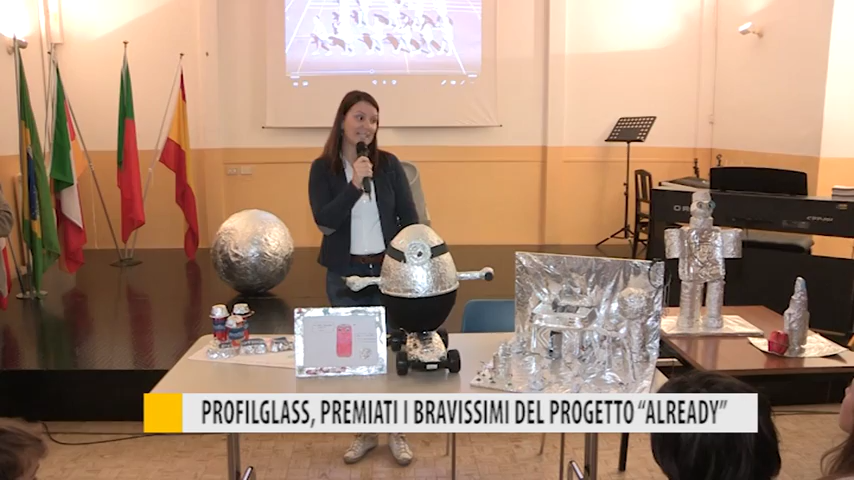 PROFILGLASS, PREMIATI I BRAVISSIMI DEL PROGETTO “ALREADY”